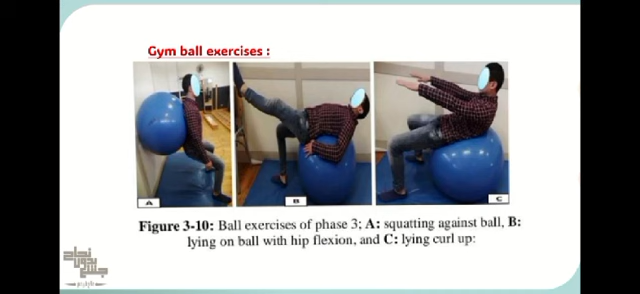 Gym ball exercises :
A
B
C
Figure 3-10: Ball exercises of phase 3; A: squatting against ball, B:
lying on ball with hip flexion, and C: lying curl up: